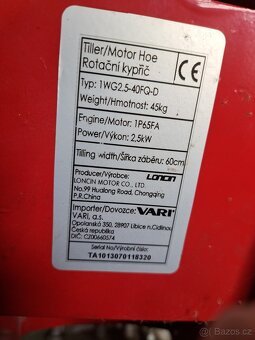 Tiller/Motor Hoe
Rotační kypřič
CE
Typ: 1WG2.5-40FQ-D
Weight/Hmotnost: 45kg
Engine/Motor: 1P65FA
Power/Výkon: 2,5kW
Tilling width/Šířka záběru: 60cm
Producer/Výrobce: LONCIN
LONCIN MOTOR CO., LTD.
No.99 Hualong Road, Chongqing
P.R.China
Importer/Dovozce: VARI
VARI, a.s.
Opolanská 350, 28907 Libice n.Cidlinou
Česká republika
DIČ: CZ00660574
Serial No/Výrobní číslo:
TA1013070118320
bazos.cz